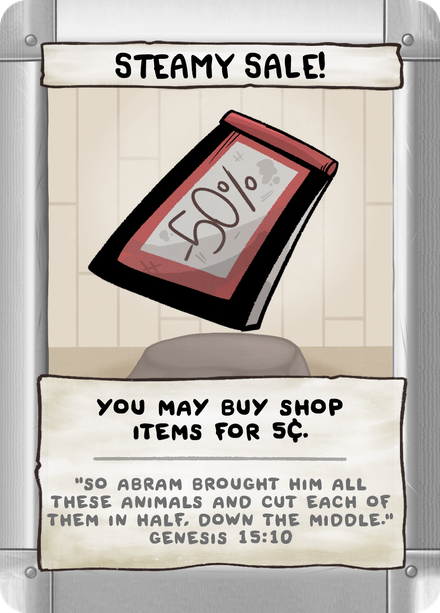 STEAMY SALE!
-50%
YOU MAY BUY SHOP
ITEMS FOR 5¢.
"SO ABRAM BROUGHT HIM ALL
THESE ANIMALS AND CUT EACH OF
THEM IN HALF, DOWN THE MIDDLE."
GENESIS 15:10